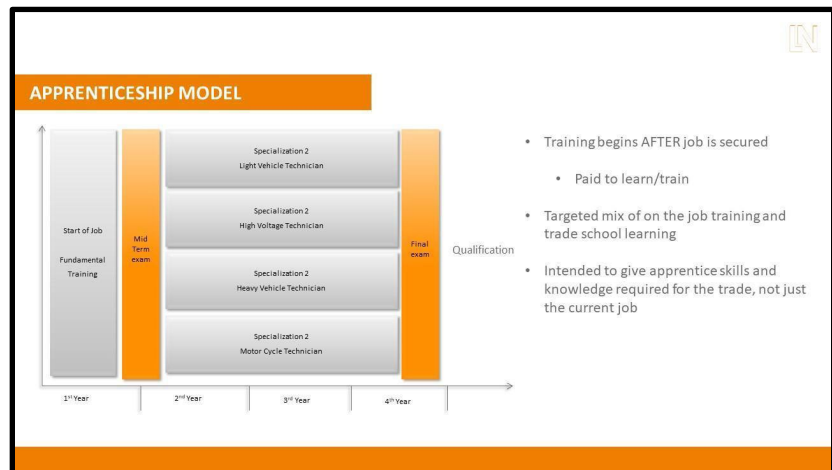 LN
APPRENTICESHIP MODEL
Start of Job
Fundamental
Training
Mid
Term
exam
Specialization 2
Light Vehicle Technician
Specialization 2
High Voltage Technician
Specialization 2
Heavy Vehicle Technician
Specialization 2
Motor Cycle Technician
Final
exam
Qualification
1st Year
2nd Year
3rd Year
4th Year
• Training begins AFTER job is secured
• Paid to learn/train
• Targeted mix of on the job training and
trade school learning
• Intended to give apprentice skills and
knowledge required for the trade, not just
the current job